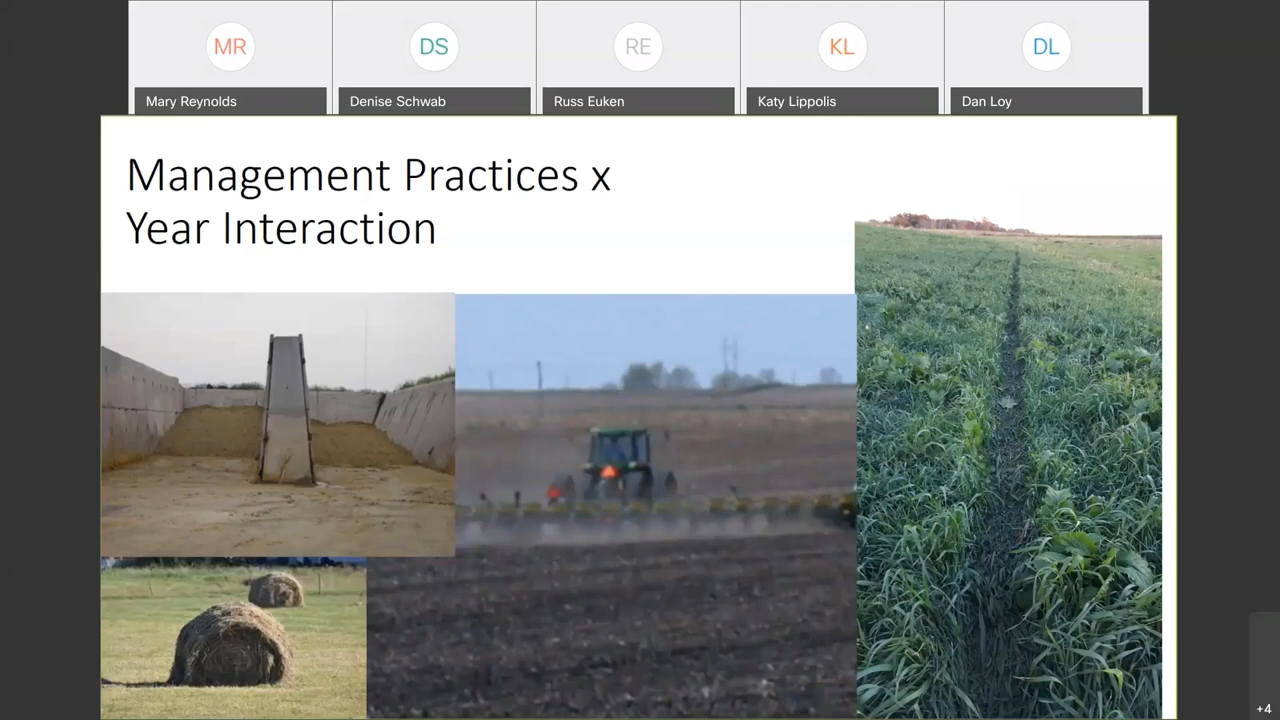 MR
DS
RE
KL
DL
Mary Reynolds
Denise Schwab
Russ Euken
Katy Lippolis
Dan Loy
Management Practices x
Year Interaction
+4